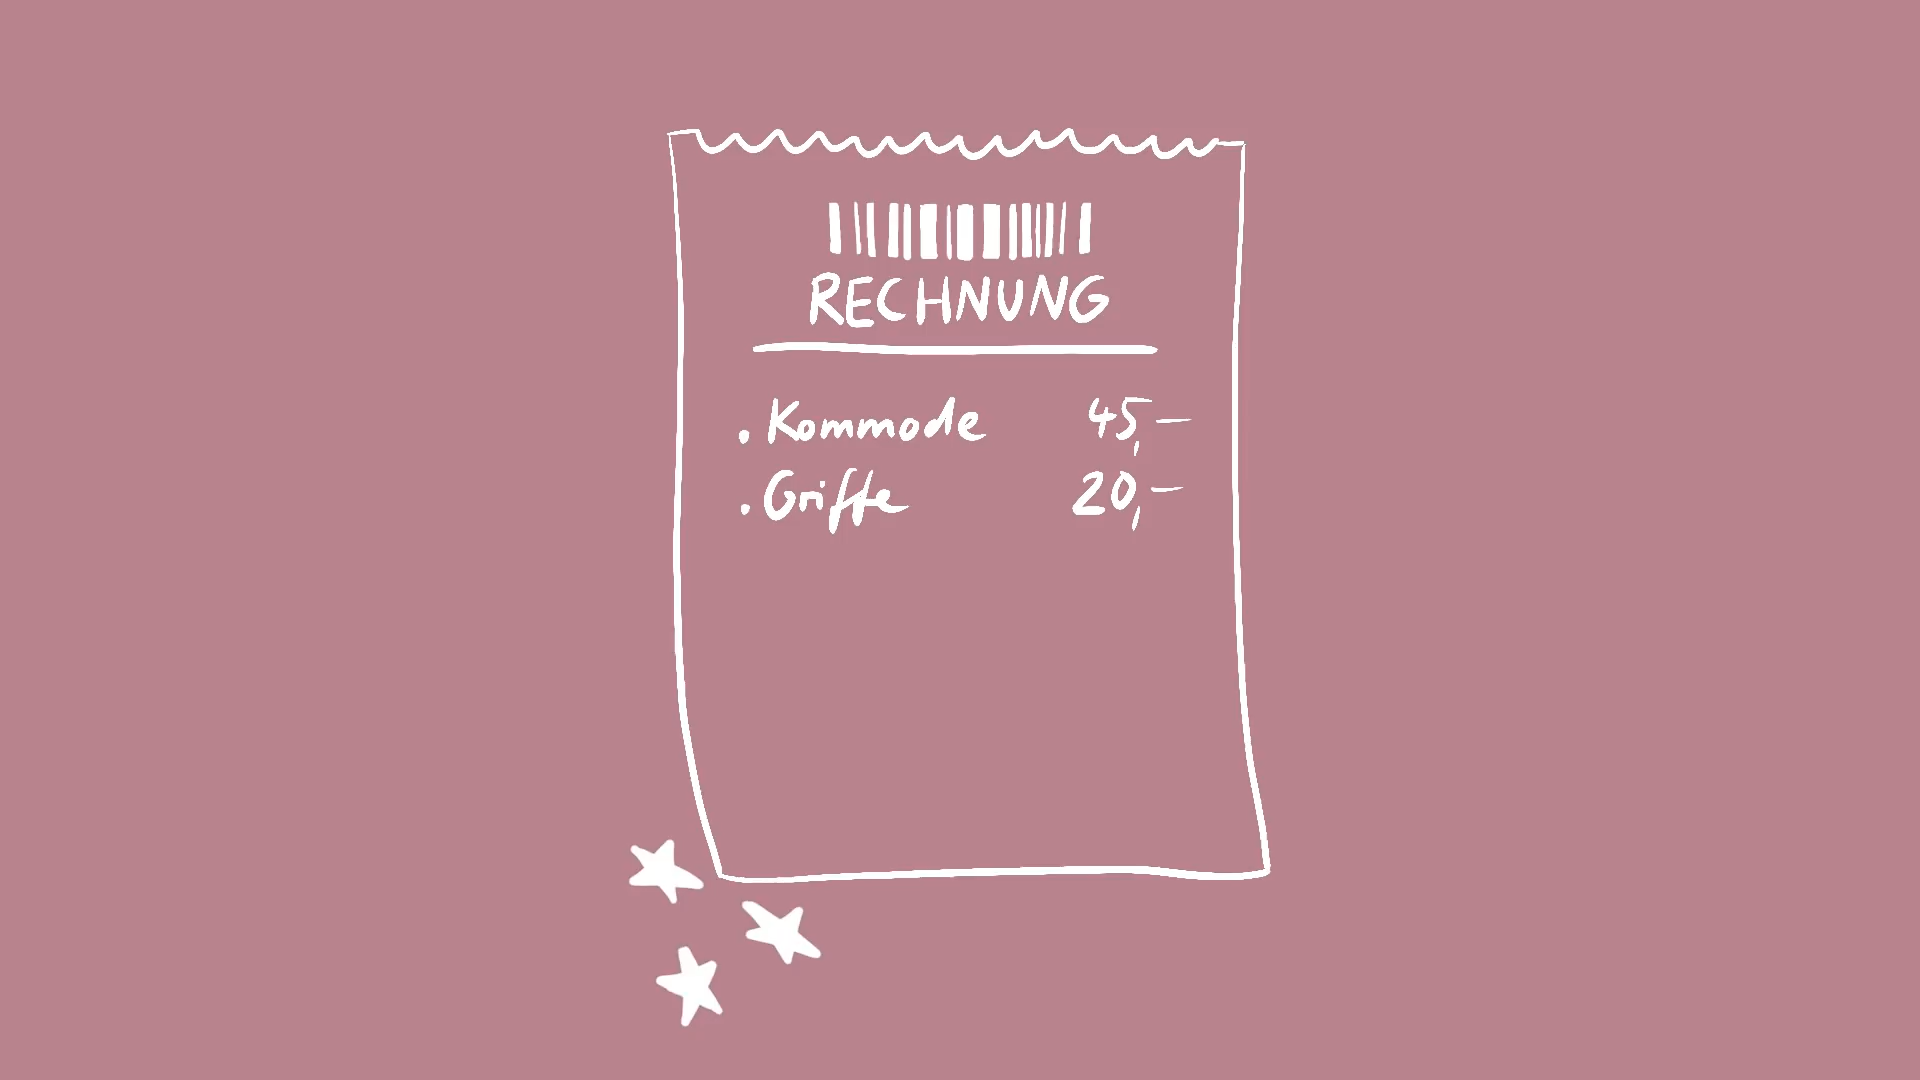 RECHNUNG
. Kommode 45,–
. Griffe 20,–